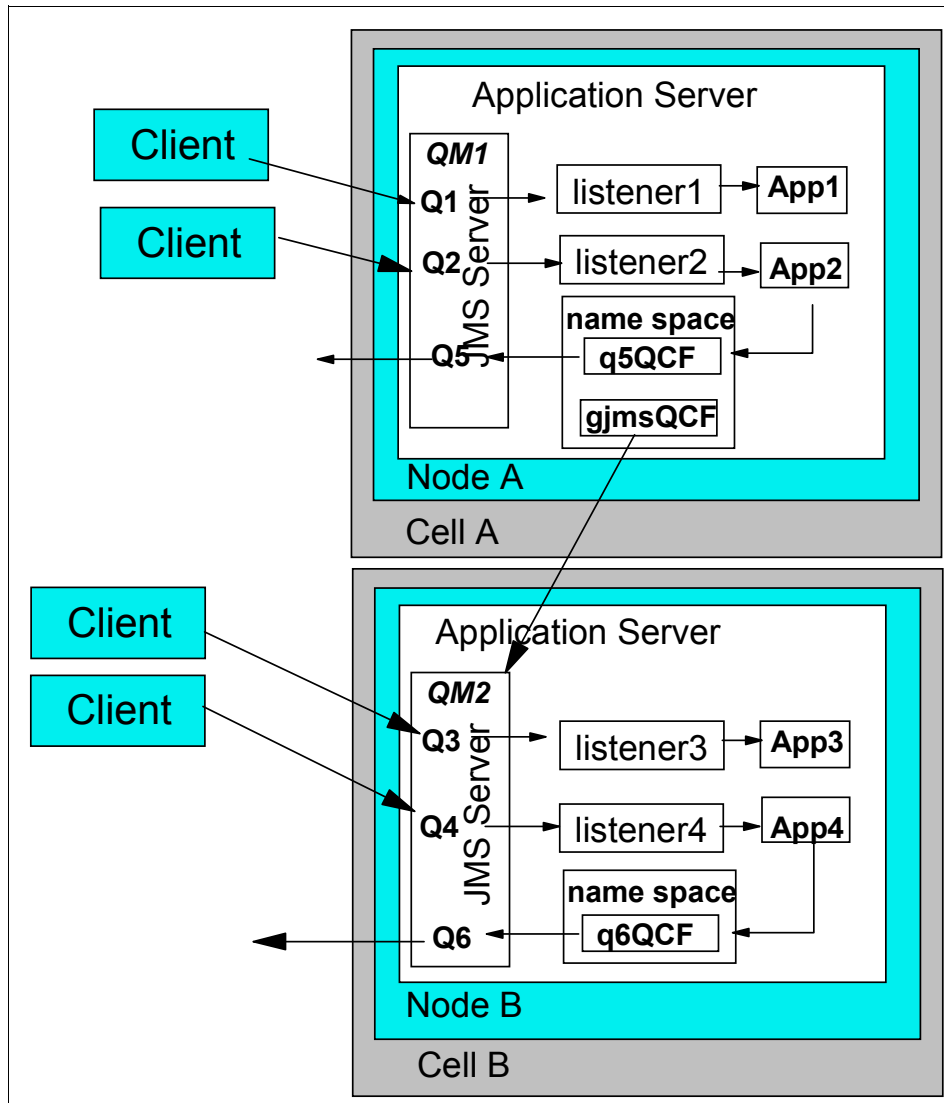 Application Server
Client
QM1
Q1
JMS Server
listener1
App1
Client
Q2
listener2
App2
name space
Q5
q5QCF
gjmsQCF
Node A
Cell A
Client
Application Server
Client
QM2
Q3
JMS Server
listener3
App3
Q4
listener4
App4
name space
Q6
q6QCF
Node B
Cell B